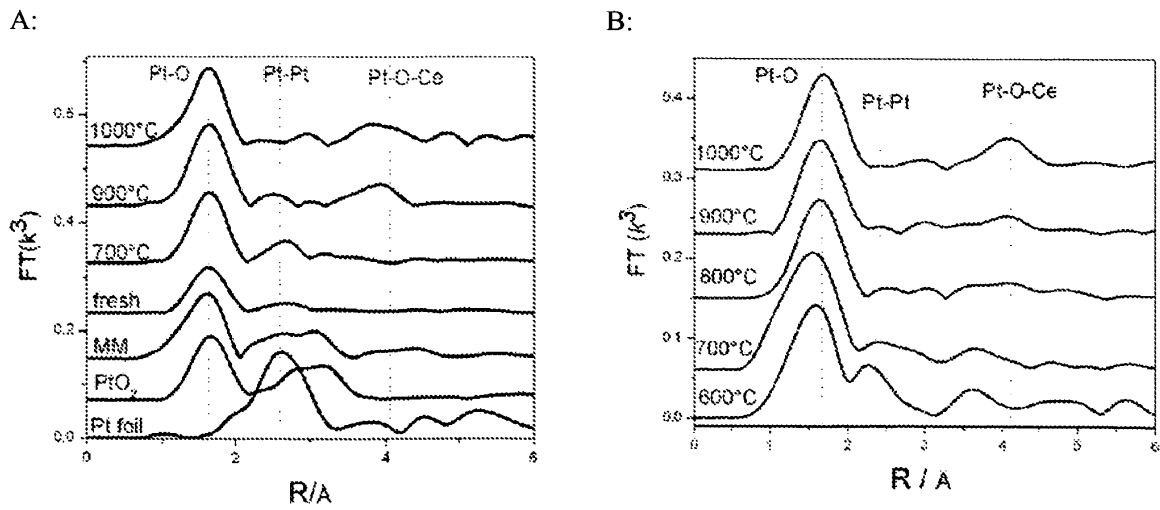 A:
B:
Pt-O
Pt-Pt
Pt-O-Ce
0.6
0.4
0.2
0.0
1000°C
900°C
700°C
fresh
MM
PtO2
Pt foil
FT(k³)
0
2
4
6
R/Å
Pt-O
Pt-Pt
Pt-O-Ce
0.4
0.3
0.2
0.1
0.0
1000°C
900°C
800°C
700°C
600°C
FT (k³)
0
1
2
3
4
5
6
R / Å